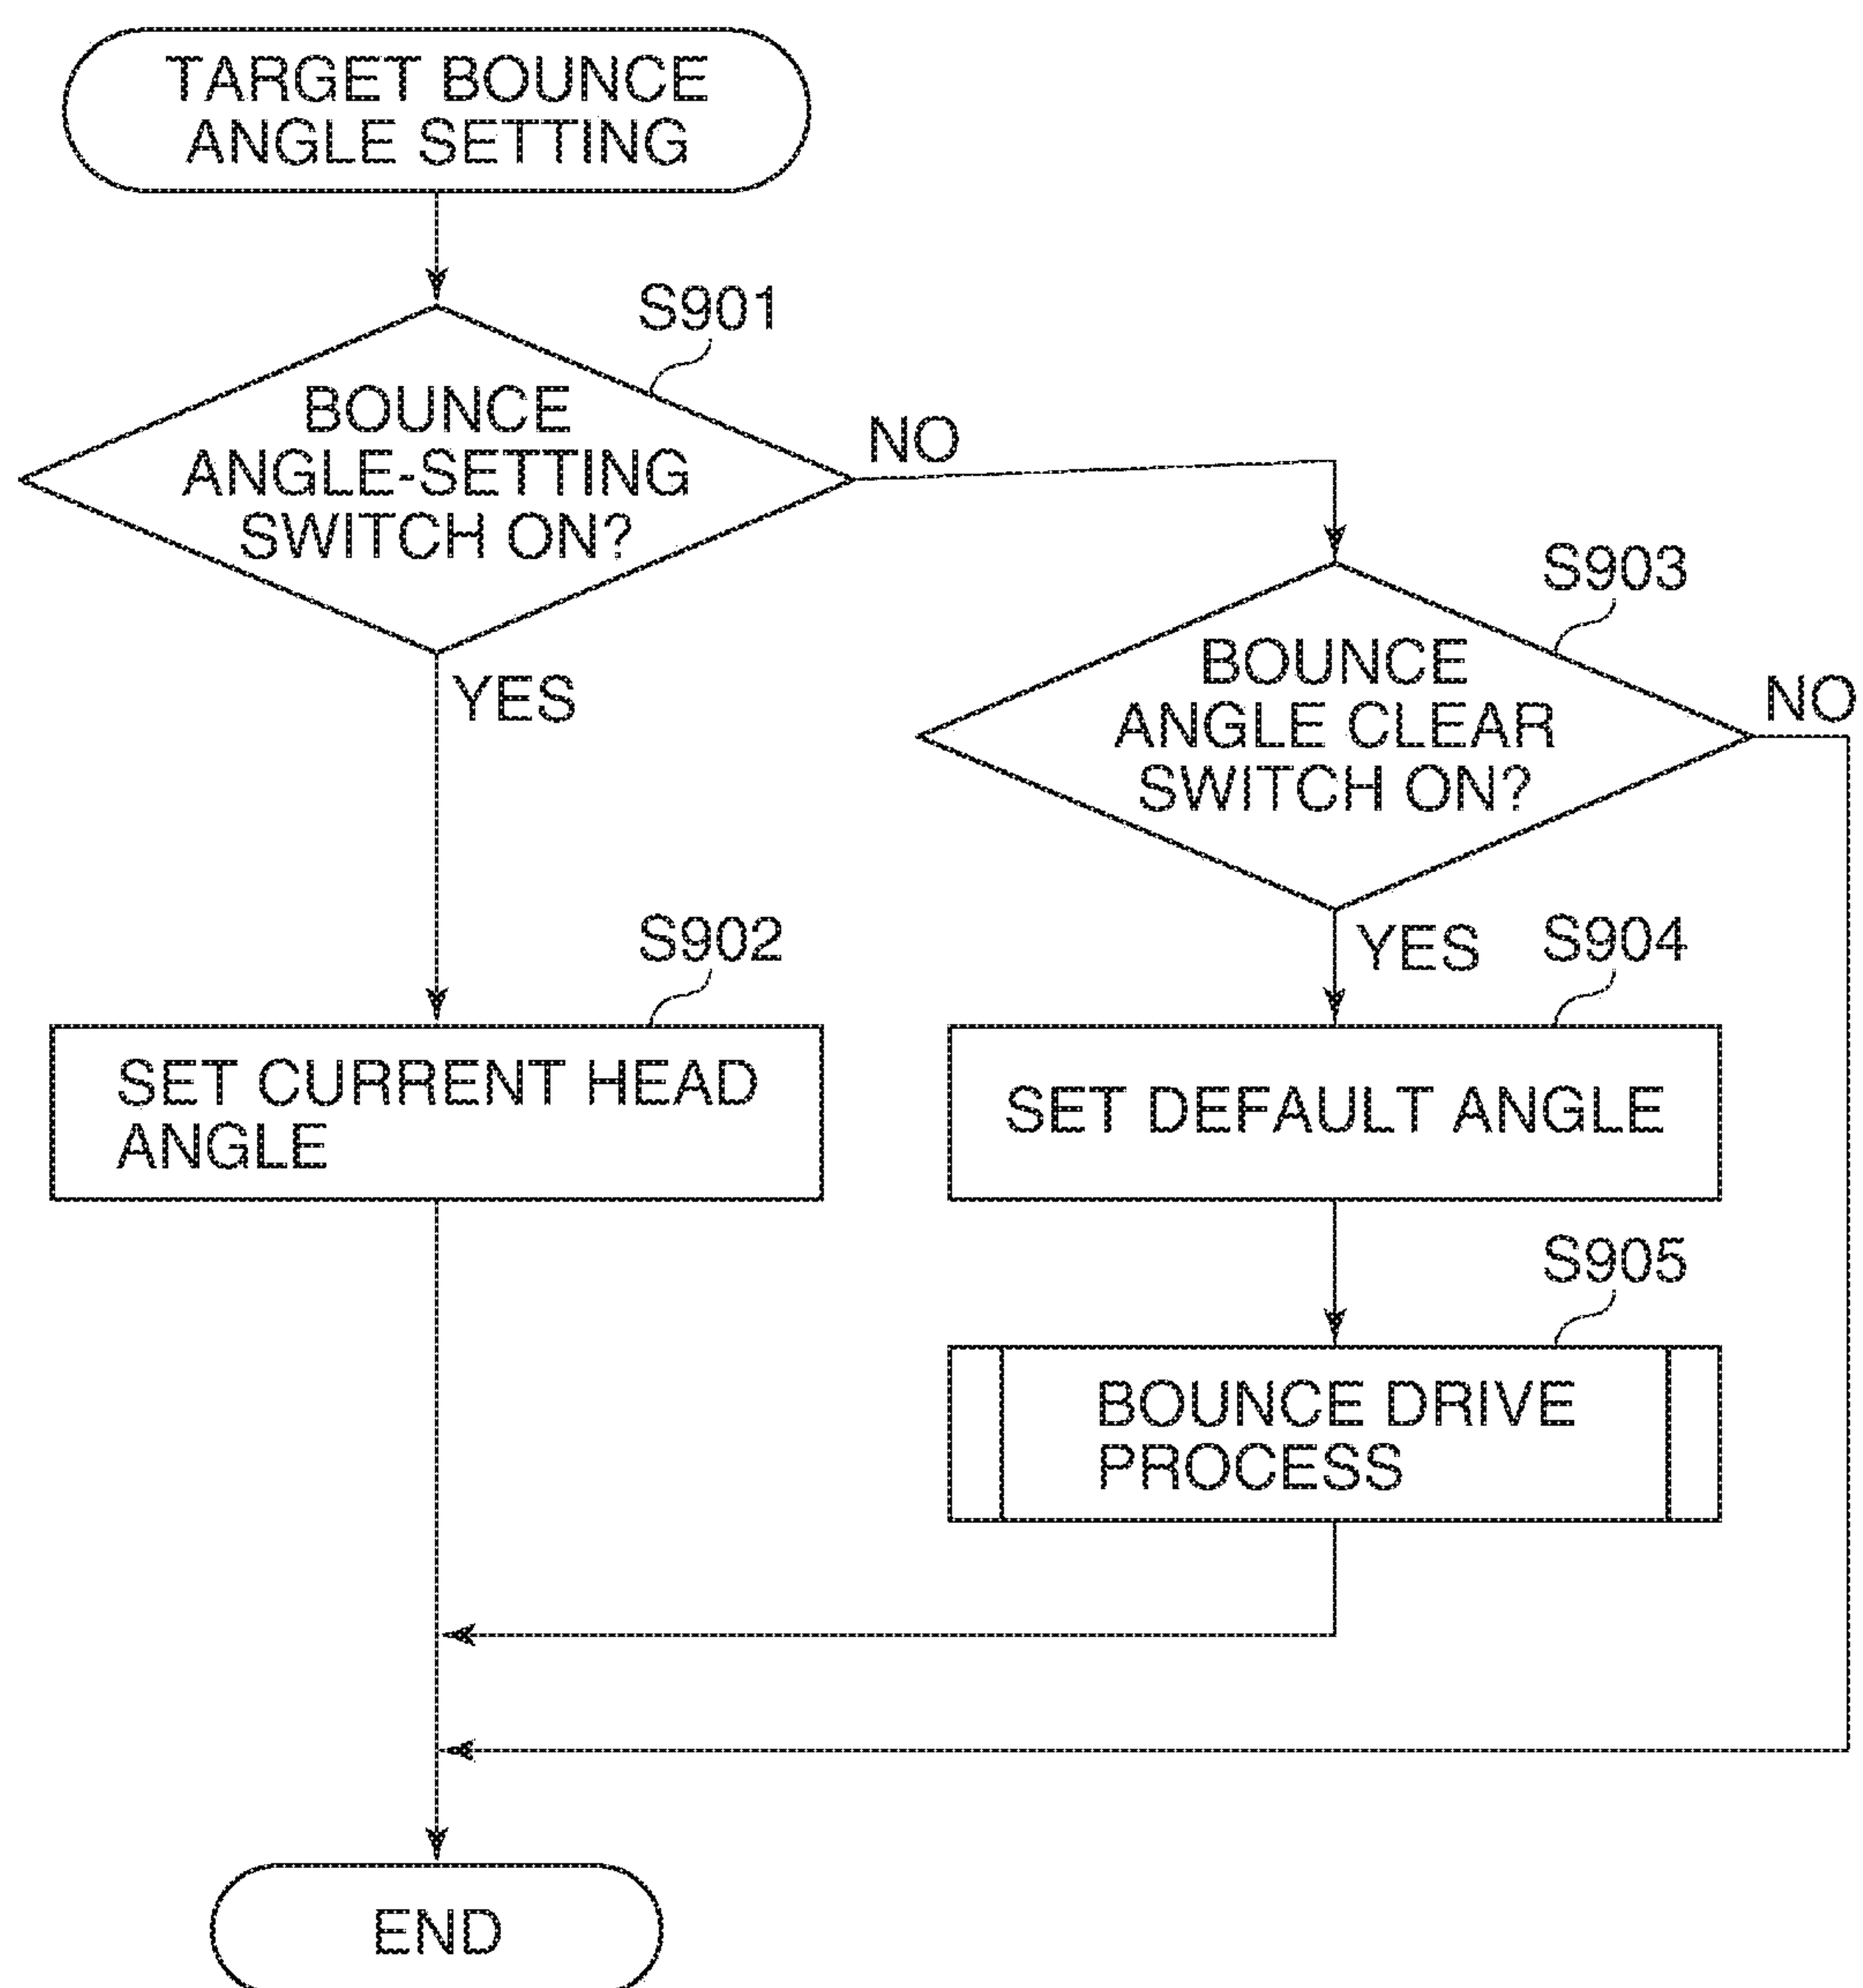 TARGET BOUNCE
ANGLE SETTING
S901
BOUNCE
ANGLE-SETTING
SWITCH ON?
NO
YES
S903
BOUNCE
ANGLE CLEAR
SWITCH ON?
NO
YES
S902
SET CURRENT HEAD
ANGLE
S904
SET DEFAULT ANGLE
S905
BOUNCE DRIVE
PROCESS
END